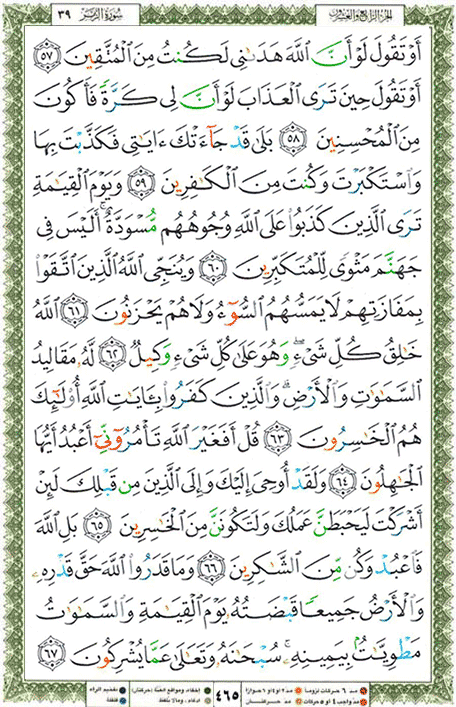 سورة الزمر ٣٩
الجزء الرابع والعشرون
أَوْ تَقُولَ لَوْ أَنَّ ٱللَّهَ هَدَىٰنِى لَكُنتُ مِنَ ٱلْمُتَّقِينَ ٥٧
أَوْ تَقُولَ حِينَ تَرَى ٱلْعَذَابَ لَوْ أَنَّ لِى كَرَّةً فَأَكُونَ
مِنَ ٱلْمُحْسِنِينَ ٥٨ بَلَىٰ قَدْ جَآءَتْكَ ءَايَٰتِى فَكَذَّبْتَ بِهَا
وَٱسْتَكْبَرْتَ وَكُنتَ مِنَ ٱلْكَٰفِرِينَ ٥٩ وَيَوْمَ ٱلْقِيَٰمَةِ
تَرَى ٱلَّذِينَ كَذَبُوا۟ عَلَى ٱللَّهِ وُجُوهُهُم مُّسْوَدَّةٌ ۚ أَلَيْسَ فِى
جَهَنَّمَ مَثْوًى لِّلْمُتَكَبِّرِينَ ٦٠ وَيُنَجِّى ٱللَّهُ ٱلَّذِينَ ٱتَّقَوْا۟
بِمَفَازَتِهِمْ لَا يَمَسُّهُمُ ٱلسُّوٓءُ وَلَا هُمْ يَحْزَنُونَ ٦١ ٱللَّهُ
خَٰلِقُ كُلِّ شَىْءٍ ۖ وَهُوَ عَلَىٰ كُلِّ شَىْءٍ وَكِيلٌ ٦٢ لَّهُۥ مَقَالِيدُ
ٱلسَّمَٰوَٰتِ وَٱلْأَرْضِ ۗ وَٱلَّذِينَ كَفَرُوا۟ بِـَٔايَٰتِ ٱللَّهِ أُو۟لَٰٓئِكَ
هُمُ ٱلْخَٰسِرُونَ ٦٣ قُلْ أَفَغَيْرَ ٱللَّهِ تَأْمُرُوٓنِّىٓ أَعْبُدُ أَيُّهَا
ٱلْجَٰهِلُونَ ٦٤ وَلَقَدْ أُوحِىَ إِلَيْكَ وَإِلَى ٱلَّذِينَ مِن قَبْلِكَ لَئِنْ
أَشْرَكْتَ لَيَحْبَطَنَّ عَمَلُكَ وَلَتَكُونَنَّ مِنَ ٱلْخَٰسِرِينَ ٦٥ بَلِ ٱللَّهَ
فَٱعْبُدْ وَكُن مِّنَ ٱلشَّٰكِرِينَ ٦٦ وَمَا قَدَرُوا۟ ٱللَّهَ حَقَّ قَدْرِهِۦ
وَٱلْأَرْضُ جَمِيعًا قَبْضَتُهُۥ يَوْمَ ٱلْقِيَٰمَةِ وَٱلسَّمَٰوَٰتُ
مَطْوِيَّٰتٌۢ بِيَمِينِهِۦ ۚ سُبْحَٰنَهُۥ وَتَعَٰلَىٰ عَمَّا يُشْرِكُونَ ٦٧
٤٦٥